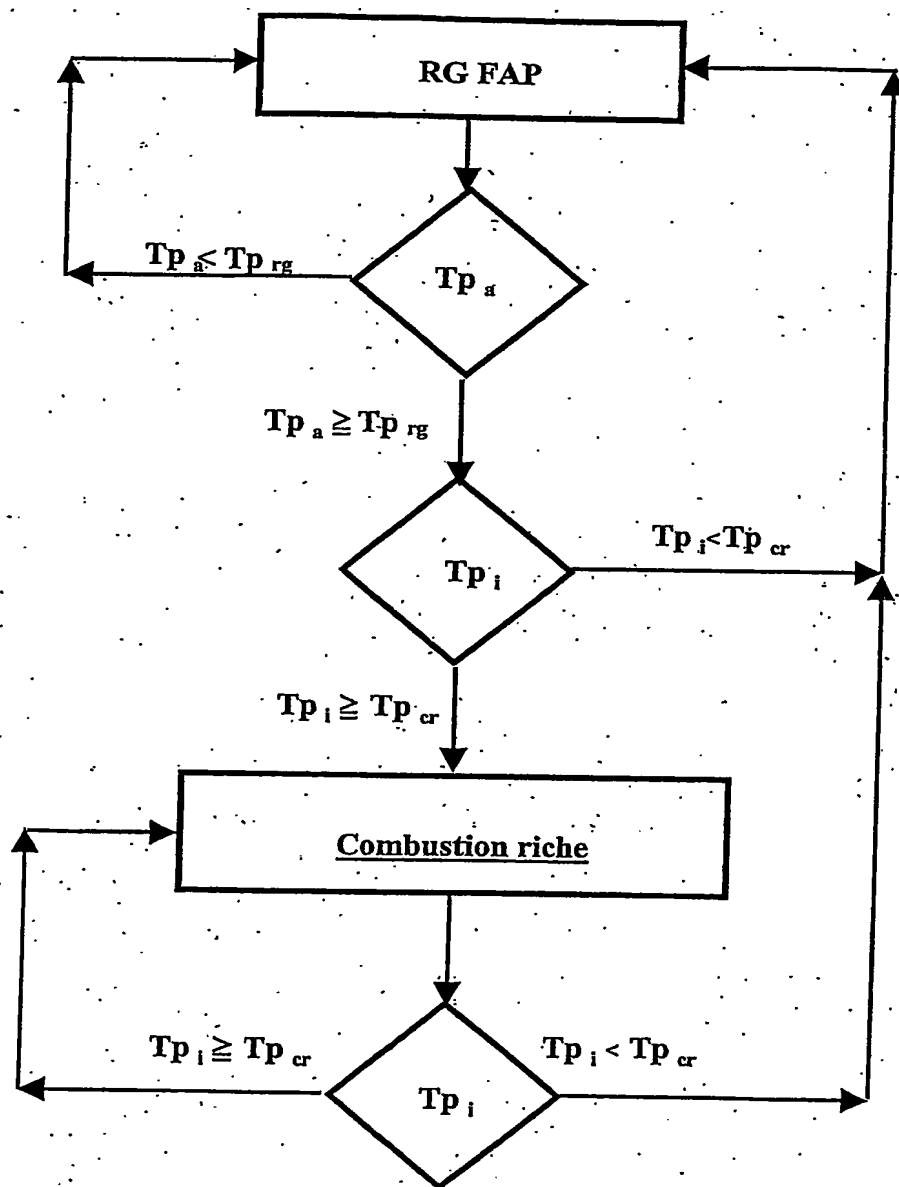 RG FAP
Tp a < Tp rg
Tp a
Tp a ≧ Tp rg
Tp i < Tp cr
Tp i
Tp i ≧ Tp cr
Combustion riche
Tp i ≧ Tp cr
Tp i < Tp cr
Tp i